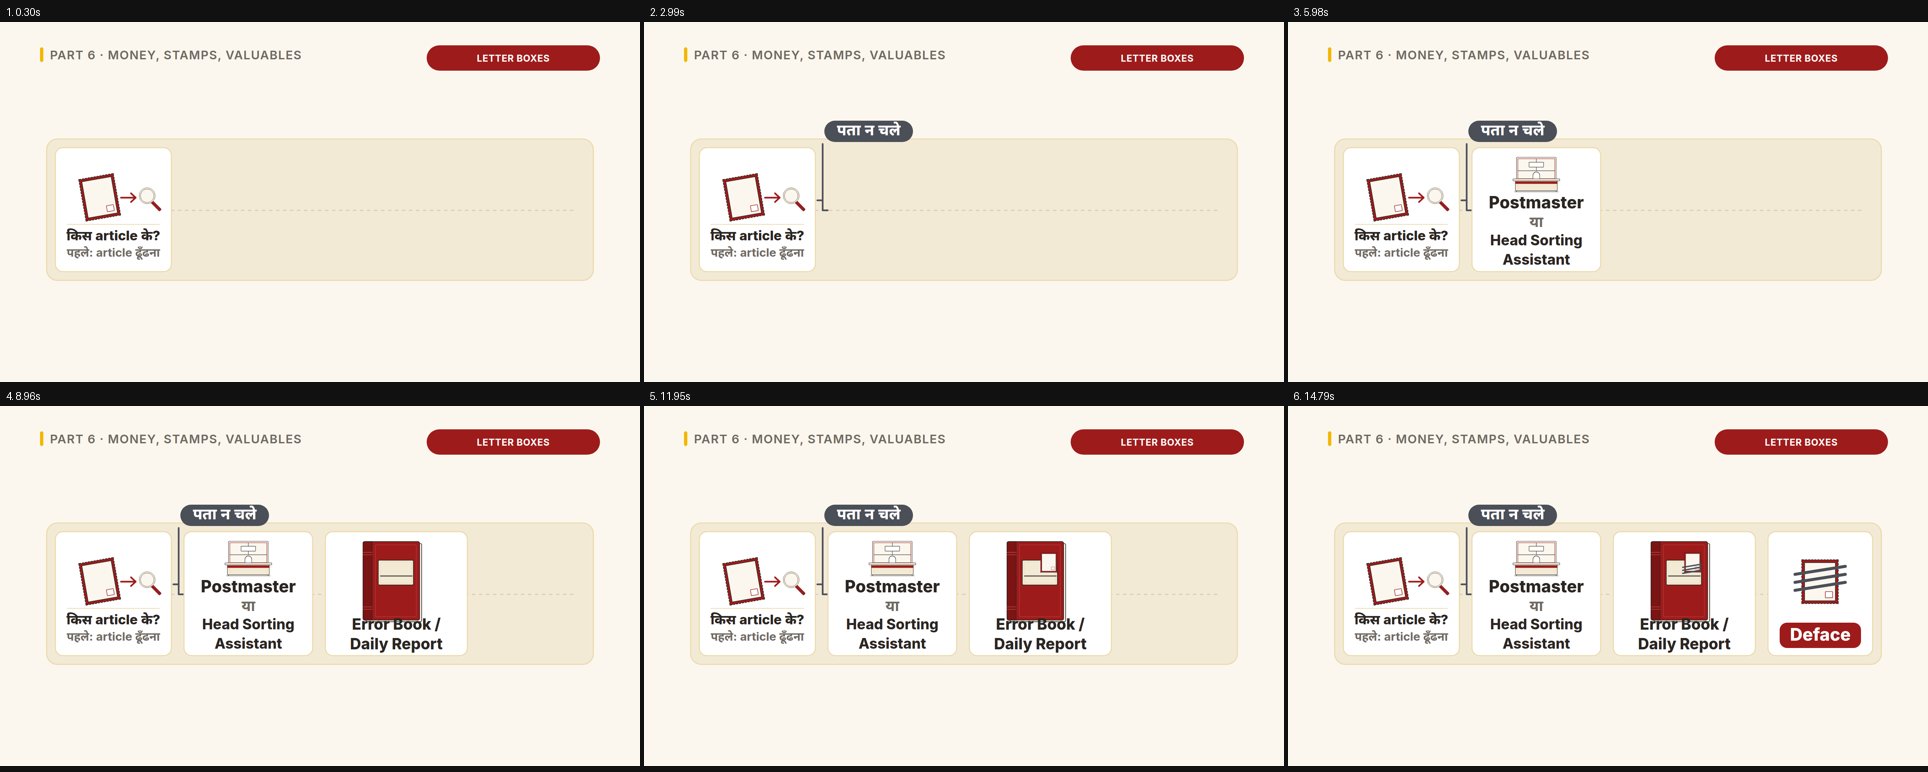 1. 0.30s
PART 6 · MONEY, STAMPS, VALUABLES
LETTER BOXES
किस article के?
पहले: article ढूँढना
2. 2.99s
PART 6 · MONEY, STAMPS, VALUABLES
LETTER BOXES
पता न चले
किस article के?
पहले: article ढूँढना
3. 5.98s
PART 6 · MONEY, STAMPS, VALUABLES
LETTER BOXES
पता न चले
किस article के?
पहले: article ढूँढना
Postmaster
या
Head Sorting
Assistant
4. 8.96s
PART 6 · MONEY, STAMPS, VALUABLES
LETTER BOXES
पता न चले
किस article के?
पहले: article ढूँढना
Postmaster
या
Head Sorting
Assistant
Error Book /
Daily Report
5. 11.95s
PART 6 · MONEY, STAMPS, VALUABLES
LETTER BOXES
पता न चले
किस article के?
पहले: article ढूँढना
Postmaster
या
Head Sorting
Assistant
Error Book /
Daily Report
6. 14.79s
PART 6 · MONEY, STAMPS, VALUABLES
LETTER BOXES
पता न चले
किस article के?
पहले: article ढूँढना
Postmaster
या
Head Sorting
Assistant
Error Book /
Daily Report
Deface